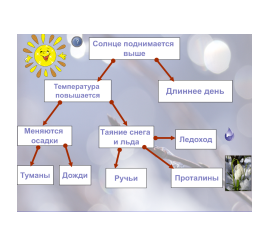 Солнце поднимается
выше
Температура
повышается
Длиннее день
Меняются
осадки
Таяние снега
и льда
Ледоход
Туманы
Дожди
Ручьи
Проталины